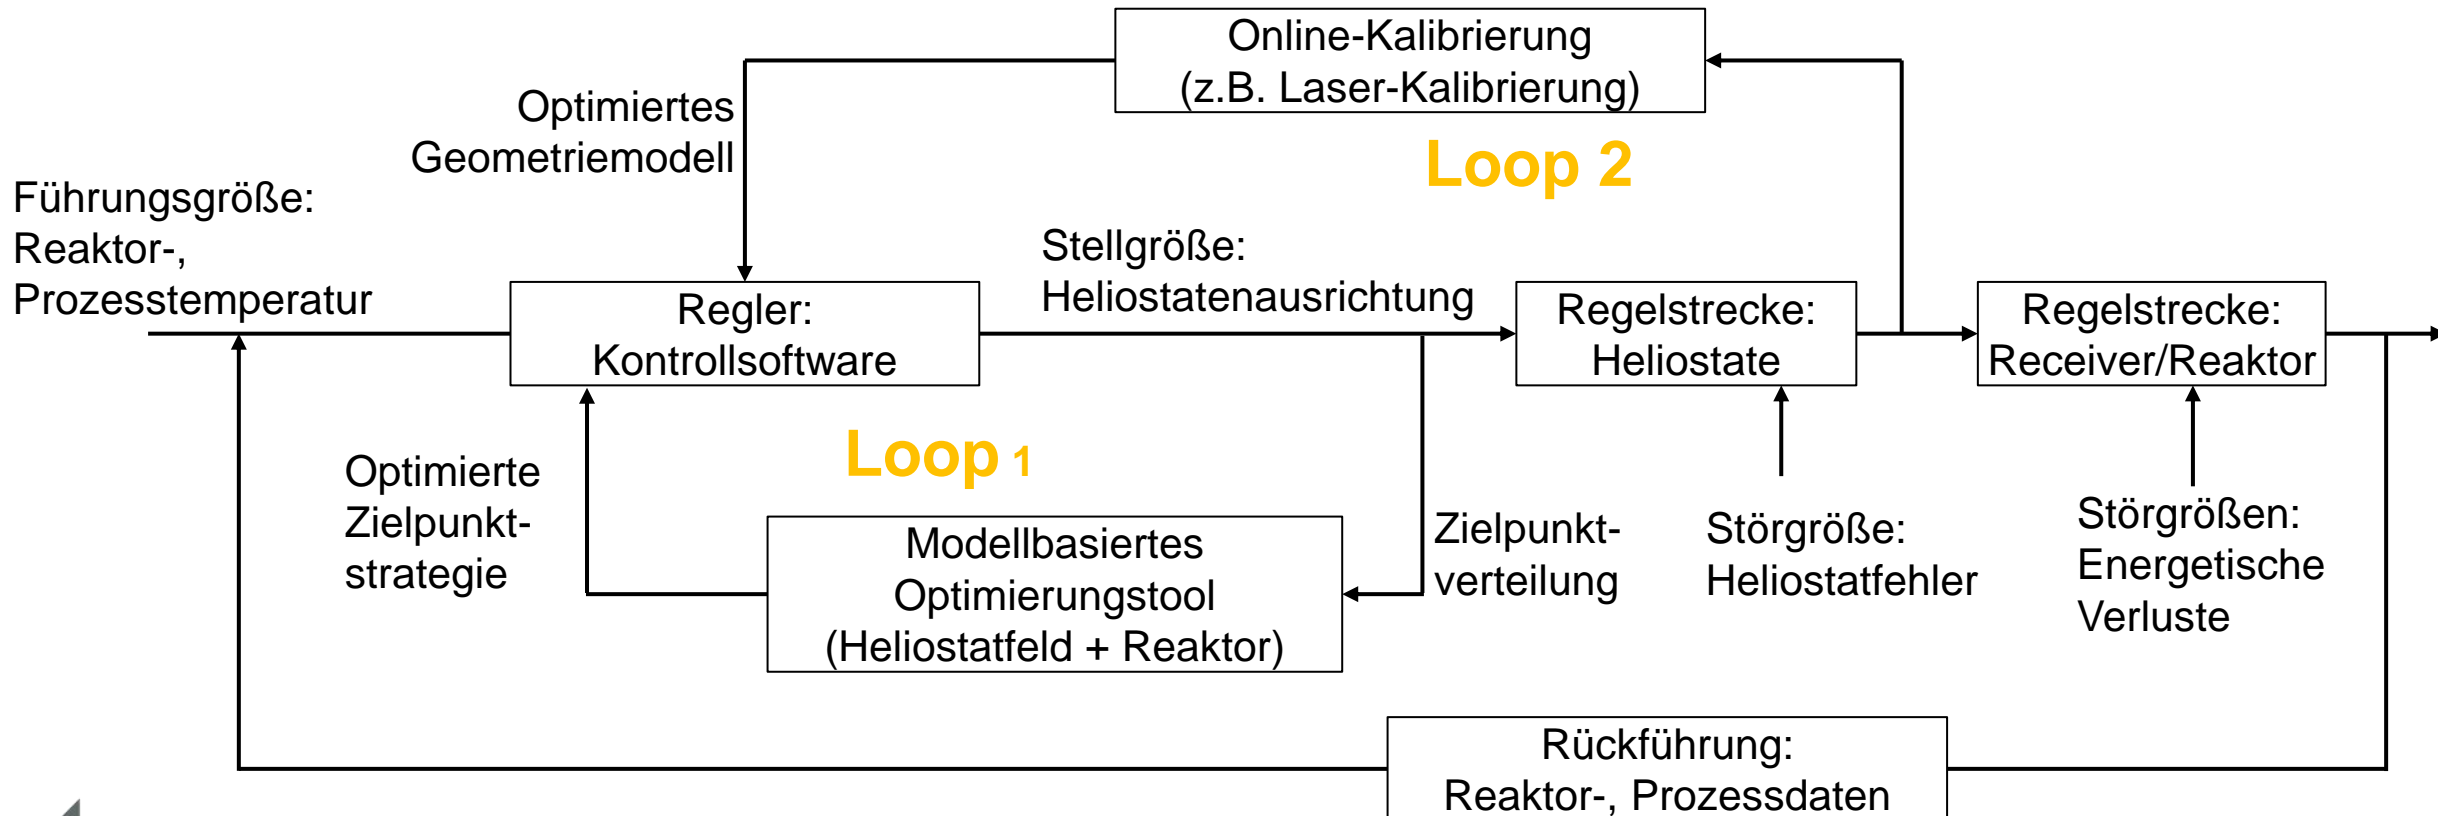 Online-Kalibrierung
(z.B. Laser-Kalibrierung)
Optimiertes
Geometriemodell
Loop 2
Führungsgröße:
Reaktor-,
Prozesstemperatur
Stellgröße:
Heliostatenausrichtung
Regler:
Kontrollsoftware
Regelstrecke:
Heliostate
Regelstrecke:
Receiver/Reaktor
Loop 1
Optimierte
Zielpunkt-
strategie
Modellbasiertes
Optimierungstool
(Heliostatfeld + Reaktor)
Zielpunkt-
verteilung
Störgröße:
Heliostatfehler
Störgrößen:
Energetische
Verluste
Rückführung:
Reaktor-, Prozessdaten